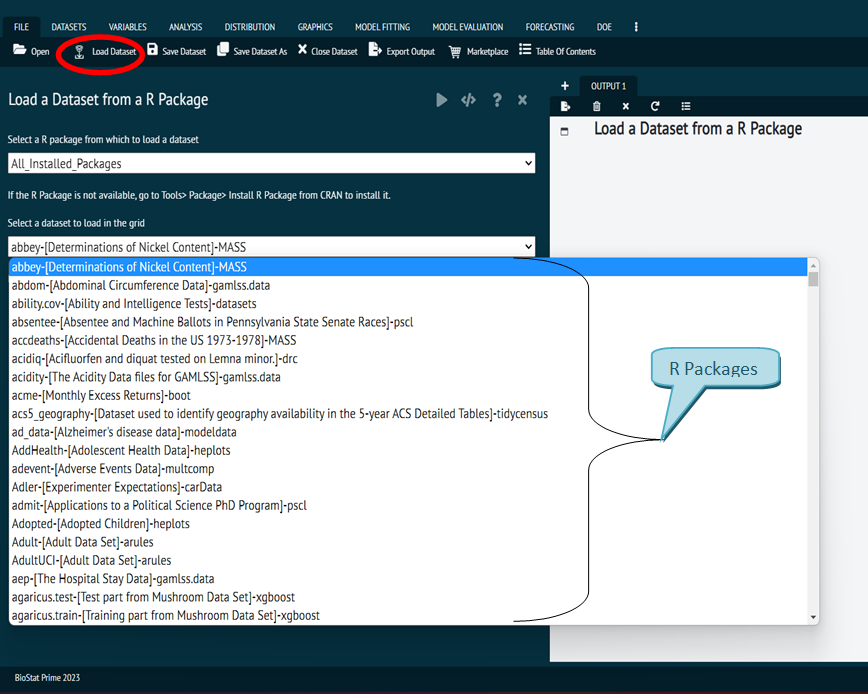 FILE DATASETS VARIABLES ANALYSIS DISTRIBUTION GRAPHICS MODEL FITTING MODEL EVALUATION FORECASTING DOE
Open Load Dataset Save Dataset Save Dataset As Close Dataset Export Output Marketplace Table Of Contents
Load a Dataset from a R Package
Select a R package from which to load a dataset
All_Installed_Packages
If the R Package is not available, go to Tools> Package> Install R Package from CRAN to install it.
Select a dataset to load in the grid
abbey-[Determinations of Nickel Content]-MASS
abbey-[Determinations of Nickel Content]-MASS
abdom-[Abdominal Circumference Data]-gamlss.data
ability.cov-[Ability and Intelligence Tests]-datasets
absentee-[Absentee and Machine Ballots in Pennsylvania State Senate Races]-pscl
accdeaths-[Accidental Deaths in the US 1973-1978]-MASS
acidiq-[Acifluorfen and diquat tested on Lemna minor.]-drc
acidity-[The Acidity Data files for GAMLSS]-gamlss.data
acme-[Monthly Excess Returns]-boot
acs5_geography-[Dataset used to identify geography availability in the 5-year ACS Detailed Tables]-tidycensus
ad_data-[Alzheimer's disease data]-modeldata
AddHealth-[Adolescent Health Data]-heplots
adevent-[Adverse Events Data]-multcomp
Adler-[Experimenter Expectations]-carData
admit-[Applications to a Political Science PhD Program]-pscl
Adopted-[Adopted Children]-heplots
Adult-[Adult Data Set]-arules
AdultUCI-[Adult Data Set]-arules
aep-[The Hospital Stay Data]-gamlss.data
agaricus.test-[Test part from Mushroom Data Set]-xgboost
agaricus.train-[Training part from Mushroom Data Set]-xgboost
R Packages
OUTPUT 1
Load a Dataset from a R Package
BioStat Prime 2023